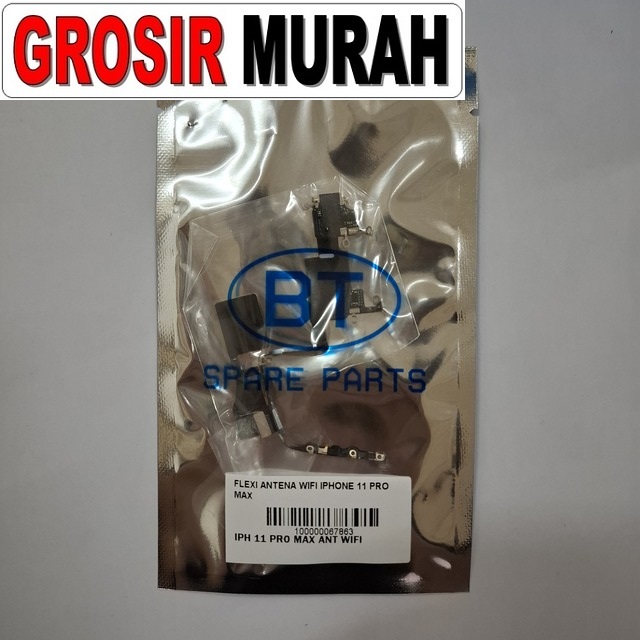 GROSIR MURAH
BT
SPARE PARTS
FLEXI ANTENA WIFI IPHONE 11 PRO
MAX
100000067863
IPH 11 PRO MAX ANT WIFI